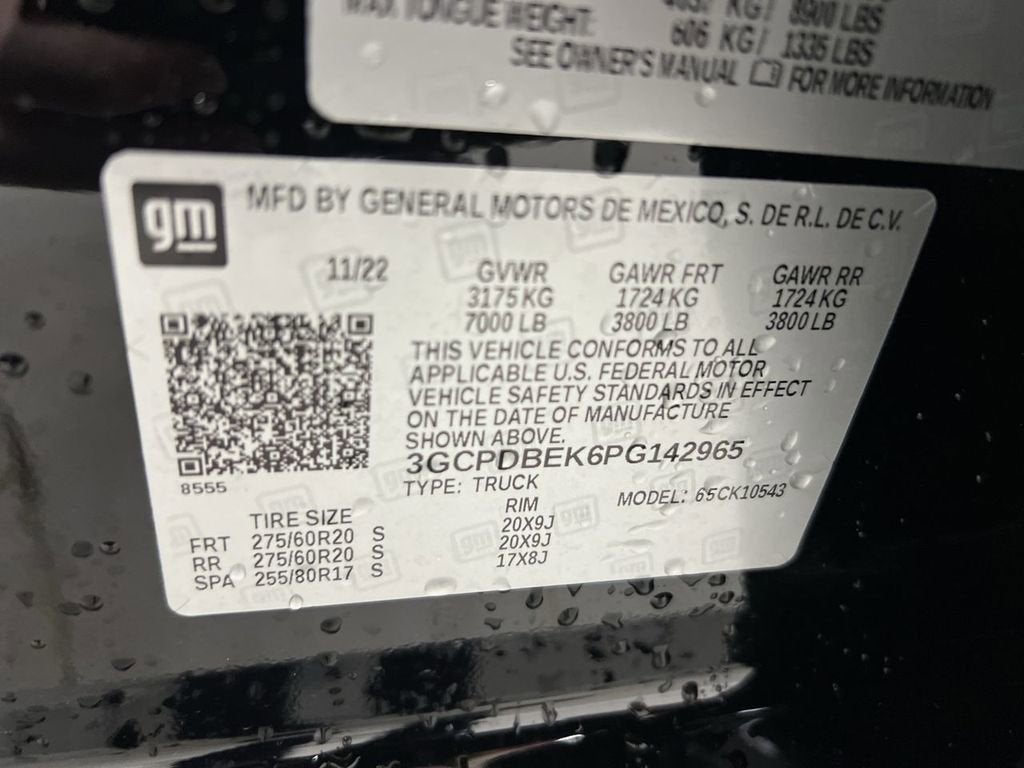 MAX. TONGUE WEIGHT: KG/ 8900 LBS
606 KG/ 1335 LBS
SEE OWNER'S MANUAL FOR MORE INFORMATION
gm MFD BY GENERAL MOTORS DE MEXICO, S. DE R.L. DE C.V.
11/22 GVWR GAWR FRT GAWR RR
3175 KG 1724 KG 1724 KG
7000 LB 3800 LB 3800 LB
THIS VEHICLE CONFORMS TO ALL
APPLICABLE U.S. FEDERAL MOTOR
VEHICLE SAFETY STANDARDS IN EFFECT
ON THE DATE OF MANUFACTURE
SHOWN ABOVE.
3GCPDBEK6PG142965
8555
TYPE: TRUCK MODEL: 65CK10543
TIRE SIZE RIM
FRT 275/60R20 S 20X9J
RR 275/60R20 S 20X9J
SPA 255/80R17 S 17X8J